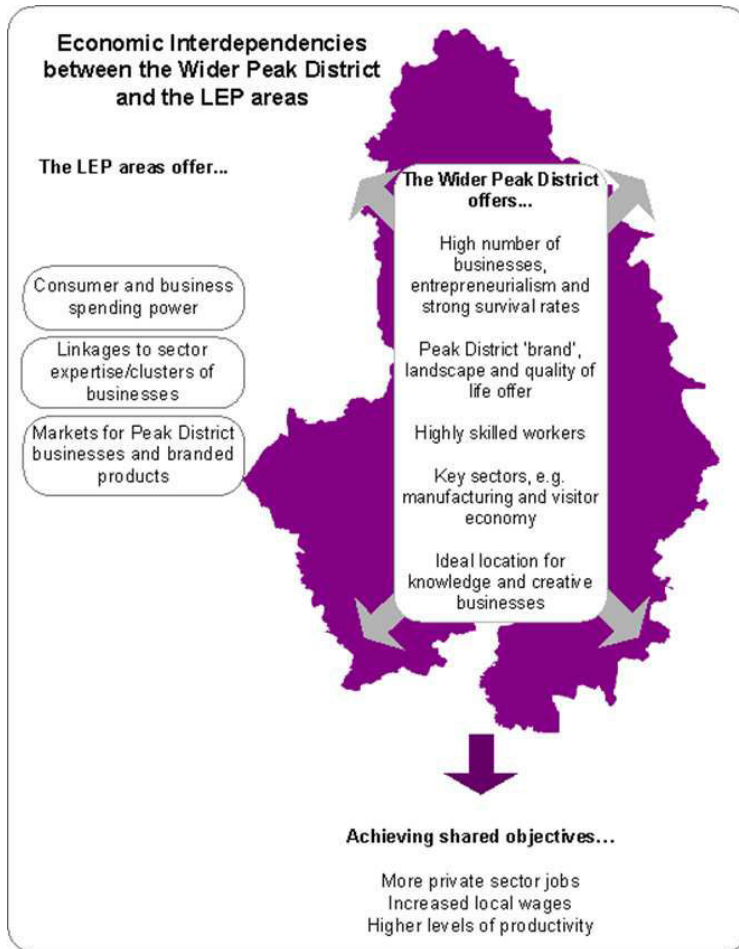 Economic Interdependencies
between the Wider Peak District
and the LEP areas
The LEP areas offer...
Consumer and business
spending power
Linkages to sector
expertise/clusters of
businesses
Markets for Peak District
businesses and branded
products
The Wider Peak District
offers...
High number of
businesses,
entrepreneurialism and
strong survival rates
Peak District 'brand',
landscape and quality of
life offer
Highly skilled workers
Key sectors, e.g.
manufacturing and visitor
economy
Ideal location for
knowledge and creative
businesses
Achieving shared objectives...
More private sector jobs
Increased local wages
Higher levels of productivity